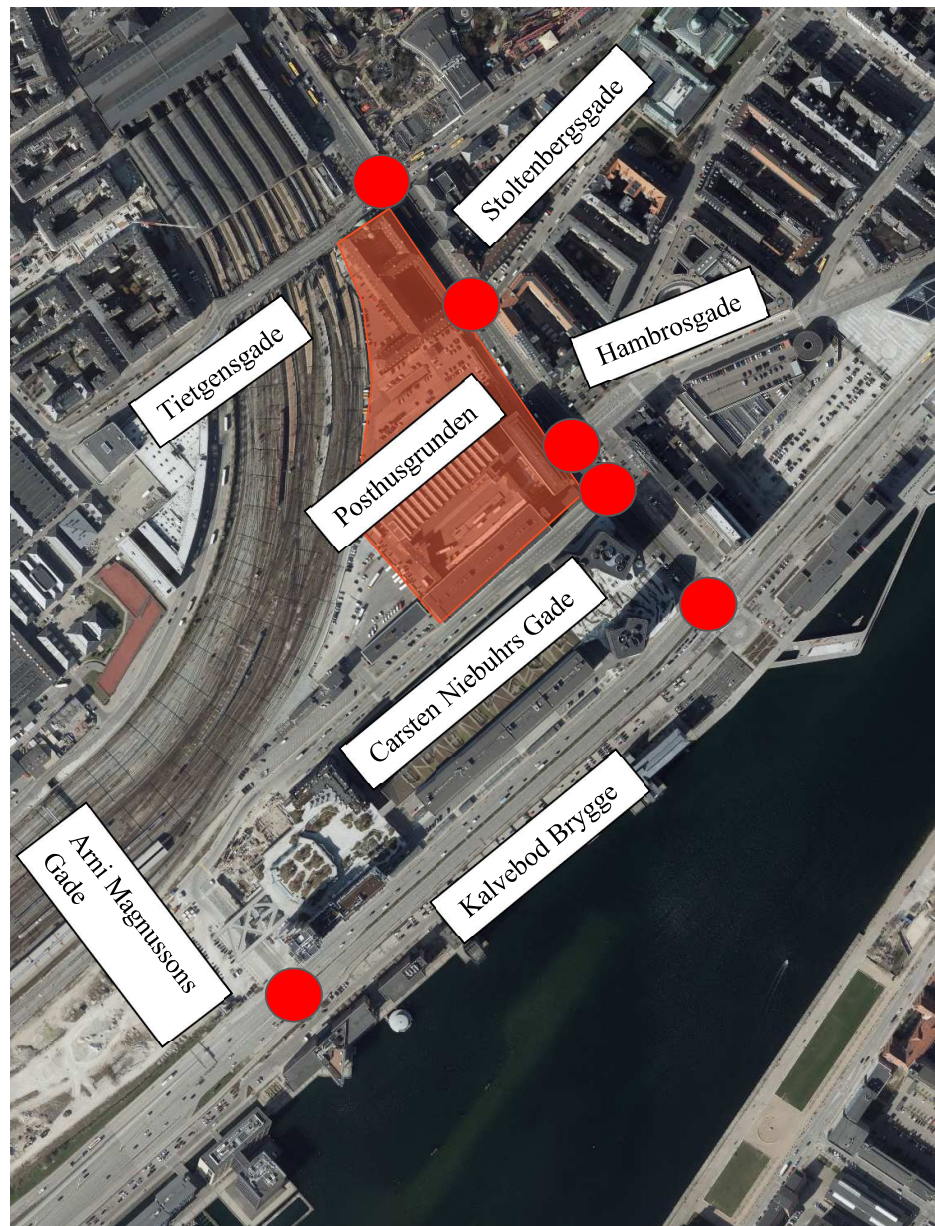 Stoltenbergsgade
Hambrosgade
Tietgensgade
Posthusgrunden
Carsten Niebuhrs Gade
Kalvebod Brygge
Arni Magnussons
Gade